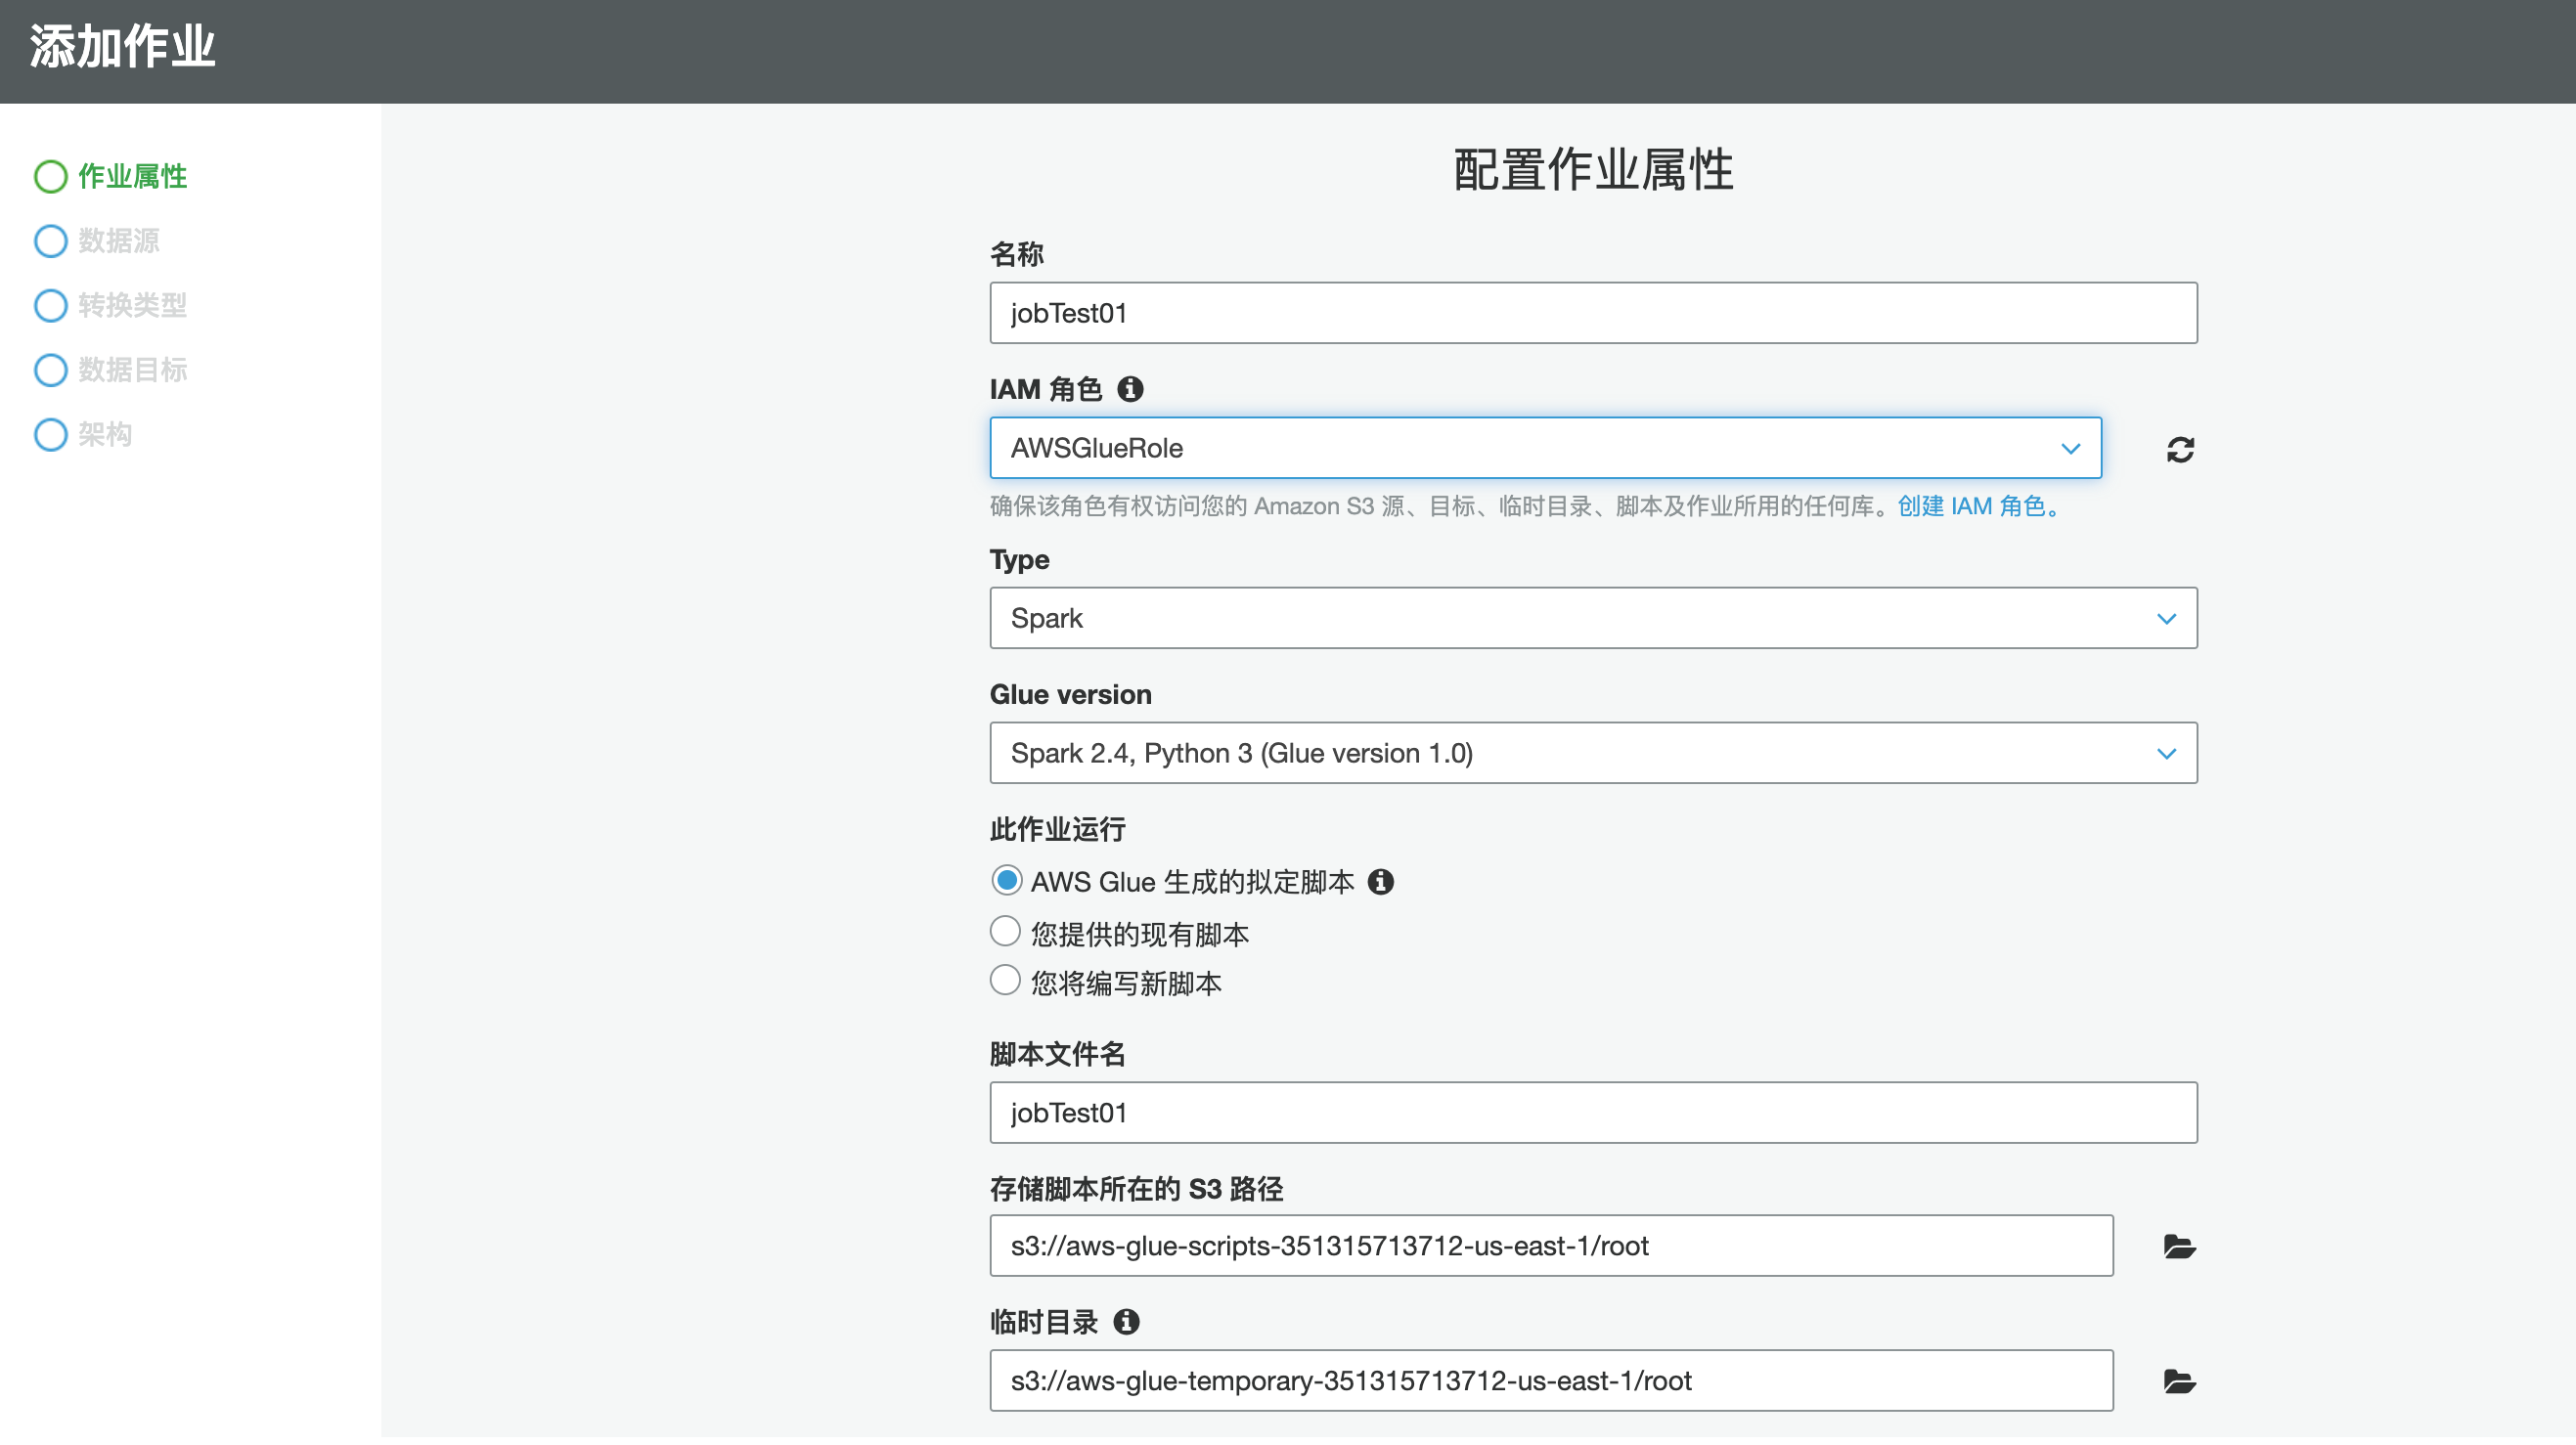 添加作业
作业属性
数据源
转换类型
数据目标
架构
配置作业属性
名称
jobTest01
IAM 角色
AWSGlueRole
确保该角色有权访问您的 Amazon S3 源、目标、临时目录、脚本及作业所用的任何库。创建 IAM 角色。
Type
Spark
Glue version
Spark 2.4, Python 3 (Glue version 1.0)
此作业运行
AWS Glue 生成的拟定脚本
您提供的现有脚本
您将编写新脚本
脚本文件名
jobTest01
存储脚本所在的 S3 路径
s3://aws-glue-scripts-351315713712-us-east-1/root
临时目录
s3://aws-glue-temporary-351315713712-us-east-1/root